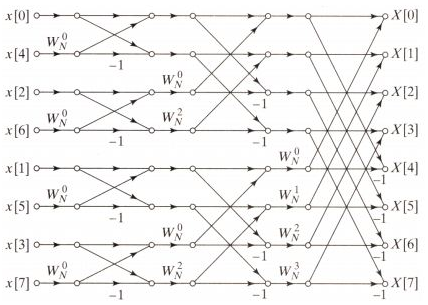 x[0] X[0]
x[4] W_N^0 -1 X[1]
x[2] W_N^0 W_N^0 -1 X[2]
x[6] W_N^0 -1 W_N^2 -1 X[3]
W_N^0 X[4]
x[1] -1
x[5] W_N^0 -1 W_N^1 X[5] -1
x[3] W_N^0 W_N^0 -1 W_N^2 X[6] -1
x[7] W_N^0 -1 W_N^2 -1 W_N^3 X[7] -1